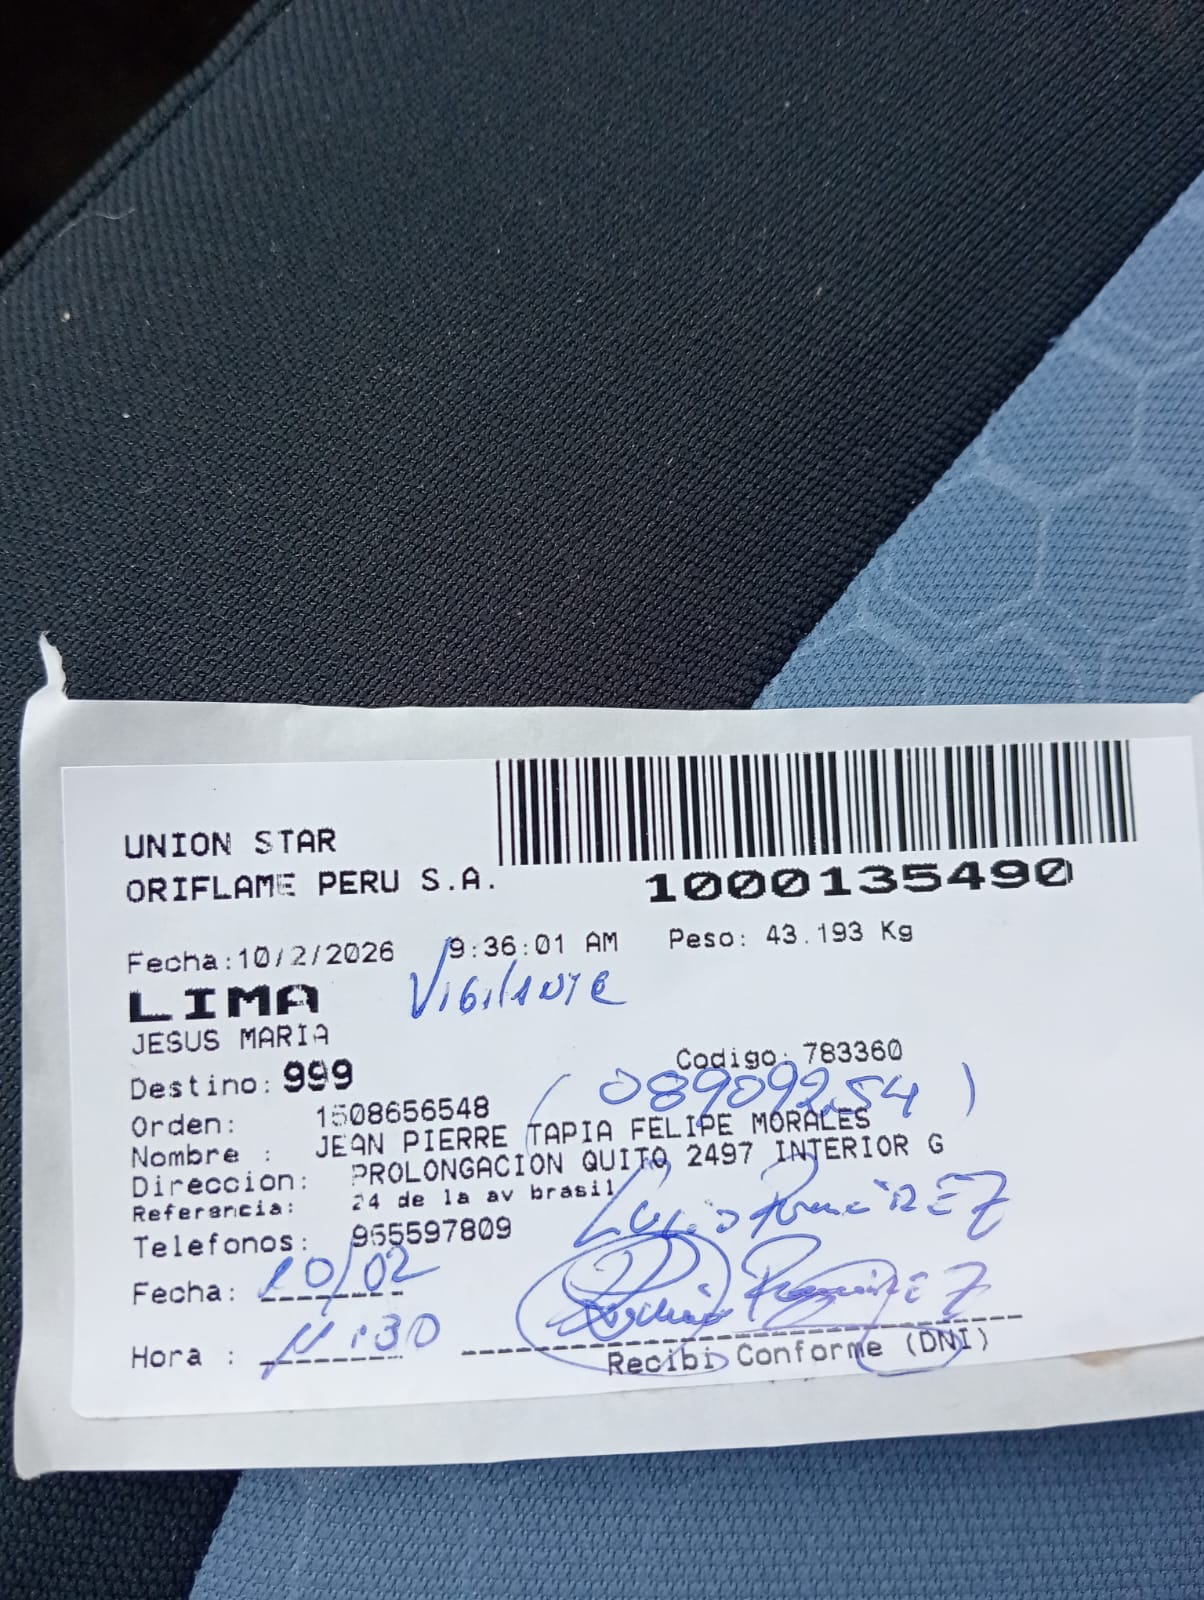 UNION STAR
ORIFLAME PERU S.A.
1000135490
Fecha:10/2/2026 9:36:01 AM Peso: 43.193 Kg
LIMA
Vigilante
JESUS MARIA
Destino: 999 Codigo: 783360
(08909254)
Orden: 1508656548
Nombre : JEAN PIERRE TAPIA FELIPE MORALES
Direccion: PROLONGACION QUITO 2497 INTERIOR G
Referencia: 24 de la av brasil
Telefonos: 955597809
Fecha: 10/02
Hora : :30
Recibi Conforme (DNI)